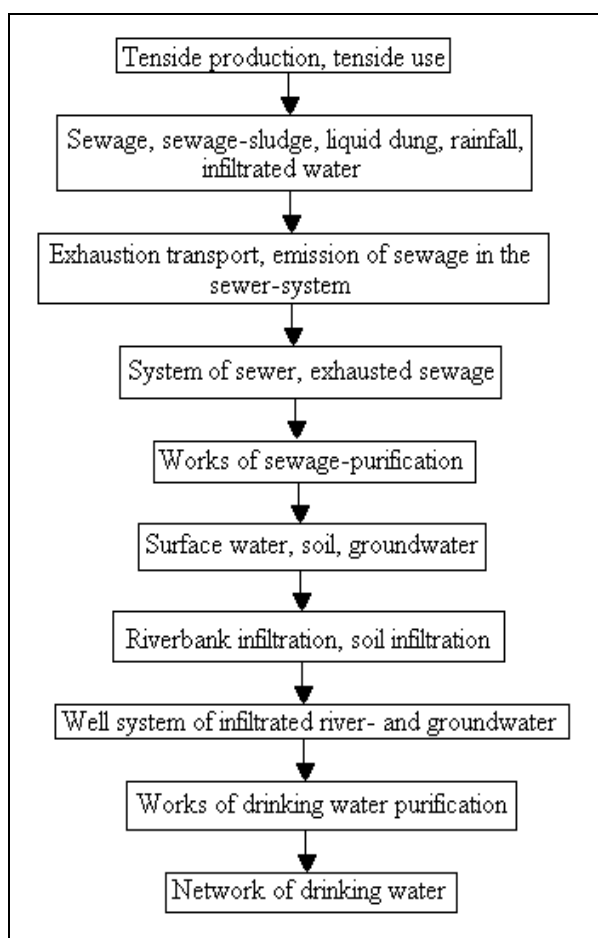 Tenside production, tenside use
Sewage, sewage-sludge, liquid dung, rainfall,
infiltrated water
Exhaustion transport, emission of sewage in the
sewer-system
System of sewer, exhausted sewage
Works of sewage-purification
Surface water, soil, groundwater
Riverbank infiltration, soil infiltration
Well system of infiltrated river- and groundwater
Works of drinking water purification
Network of drinking water